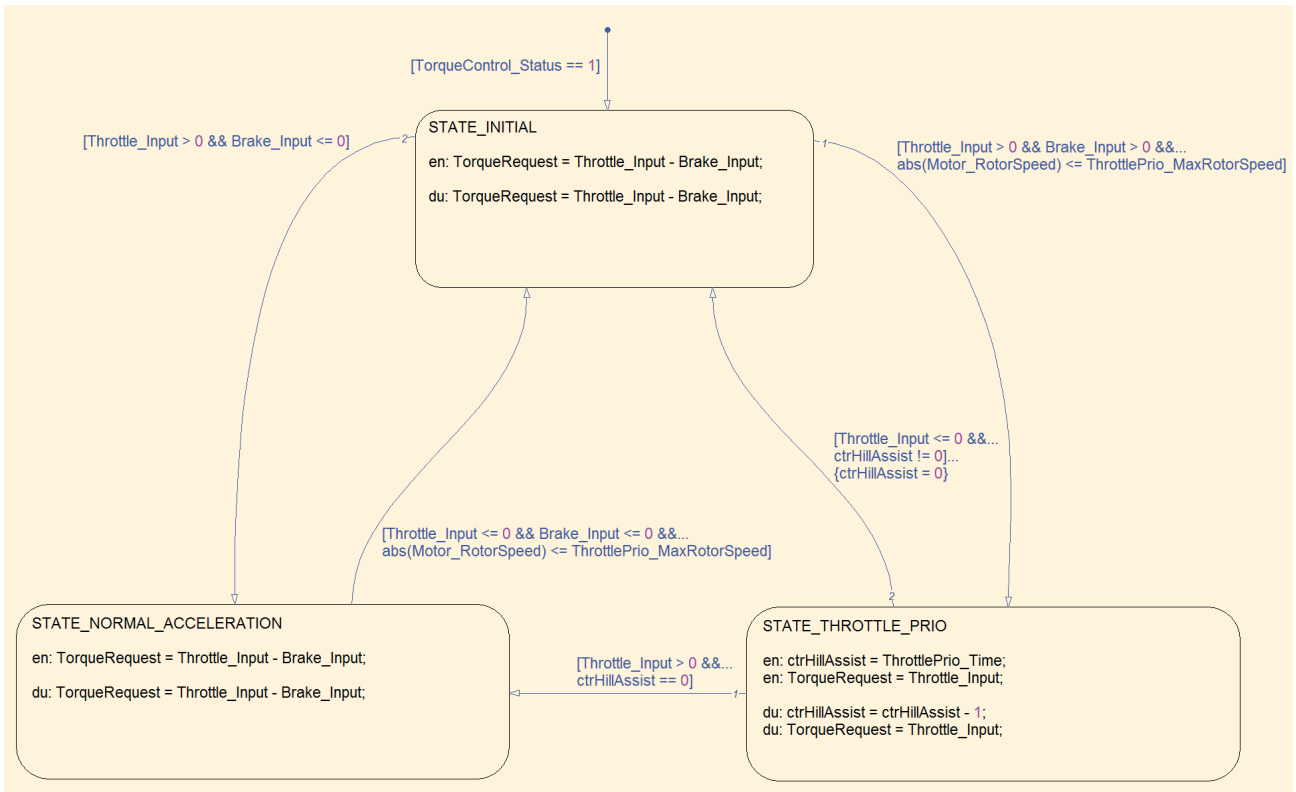 [TorqueControl_Status == 1]
STATE_INITIAL
en: TorqueRequest = Throttle_Input - Brake_Input;
du: TorqueRequest = Throttle_Input - Brake_Input;
2
[Throttle_Input > 0 && Brake_Input <= 0]
1
[Throttle_Input > 0 && Brake_Input > 0 &&...
abs(Motor_RotorSpeed) <= ThrottlePrio_MaxRotorSpeed]
[Throttle_Input <= 0 &&...
ctrHillAssist != 0]...
{ctrHillAssist = 0}
[Throttle_Input <= 0 && Brake_Input <= 0 &&...
abs(Motor_RotorSpeed) <= ThrottlePrio_MaxRotorSpeed]
2
STATE_NORMAL_ACCELERATION
en: TorqueRequest = Throttle_Input - Brake_Input;
du: TorqueRequest = Throttle_Input - Brake_Input;
[Throttle_Input > 0 &&...
ctrHillAssist == 0]
1
STATE_THROTTLE_PRIO
en: ctrHillAssist = ThrottlePrio_Time;
en: TorqueRequest = Throttle_Input;
du: ctrHillAssist = ctrHillAssist - 1;
du: TorqueRequest = Throttle_Input;